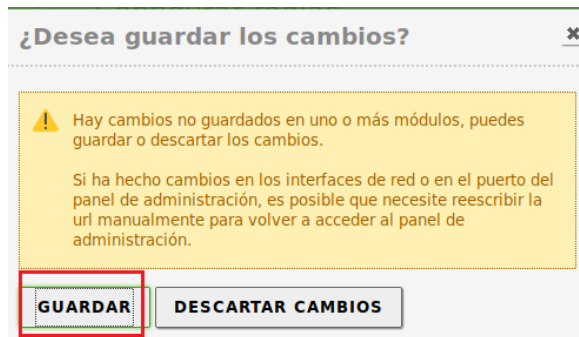 ¿Desea guardar los cambios?
Hay cambios no guardados en uno o más módulos, puedes
guardar o descartar los cambios.
Si ha hecho cambios en los interfaces de red o en el puerto del
panel de administración, es posible que necesite reescribir la
url manualmente para volver a acceder al panel de
administración.
GUARDAR DESCARTAR CAMBIOS